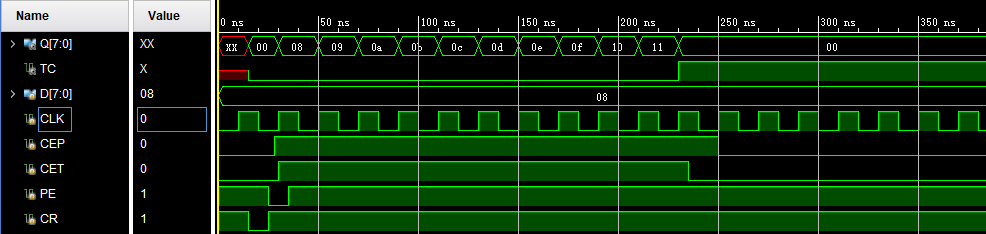 Name Value
0 ns 50 ns 100 ns 150 ns 200 ns 250 ns 300 ns 350 ns
Q[7:0] XX XX 00 08 09 0a 0b 0c 0d 0e 0f 10 11 00
TC X
D[7:0] 08 08
CLK 0
CEP 0
CET 0
PE 1
CR 1